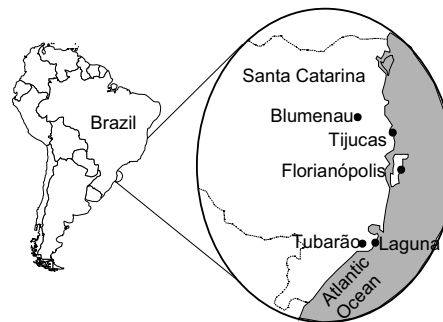 Santa Catarina
Brazil
Blumenau
Tijucas
Florianópolis
Tubarão
Laguna
Atlantic
Ocean